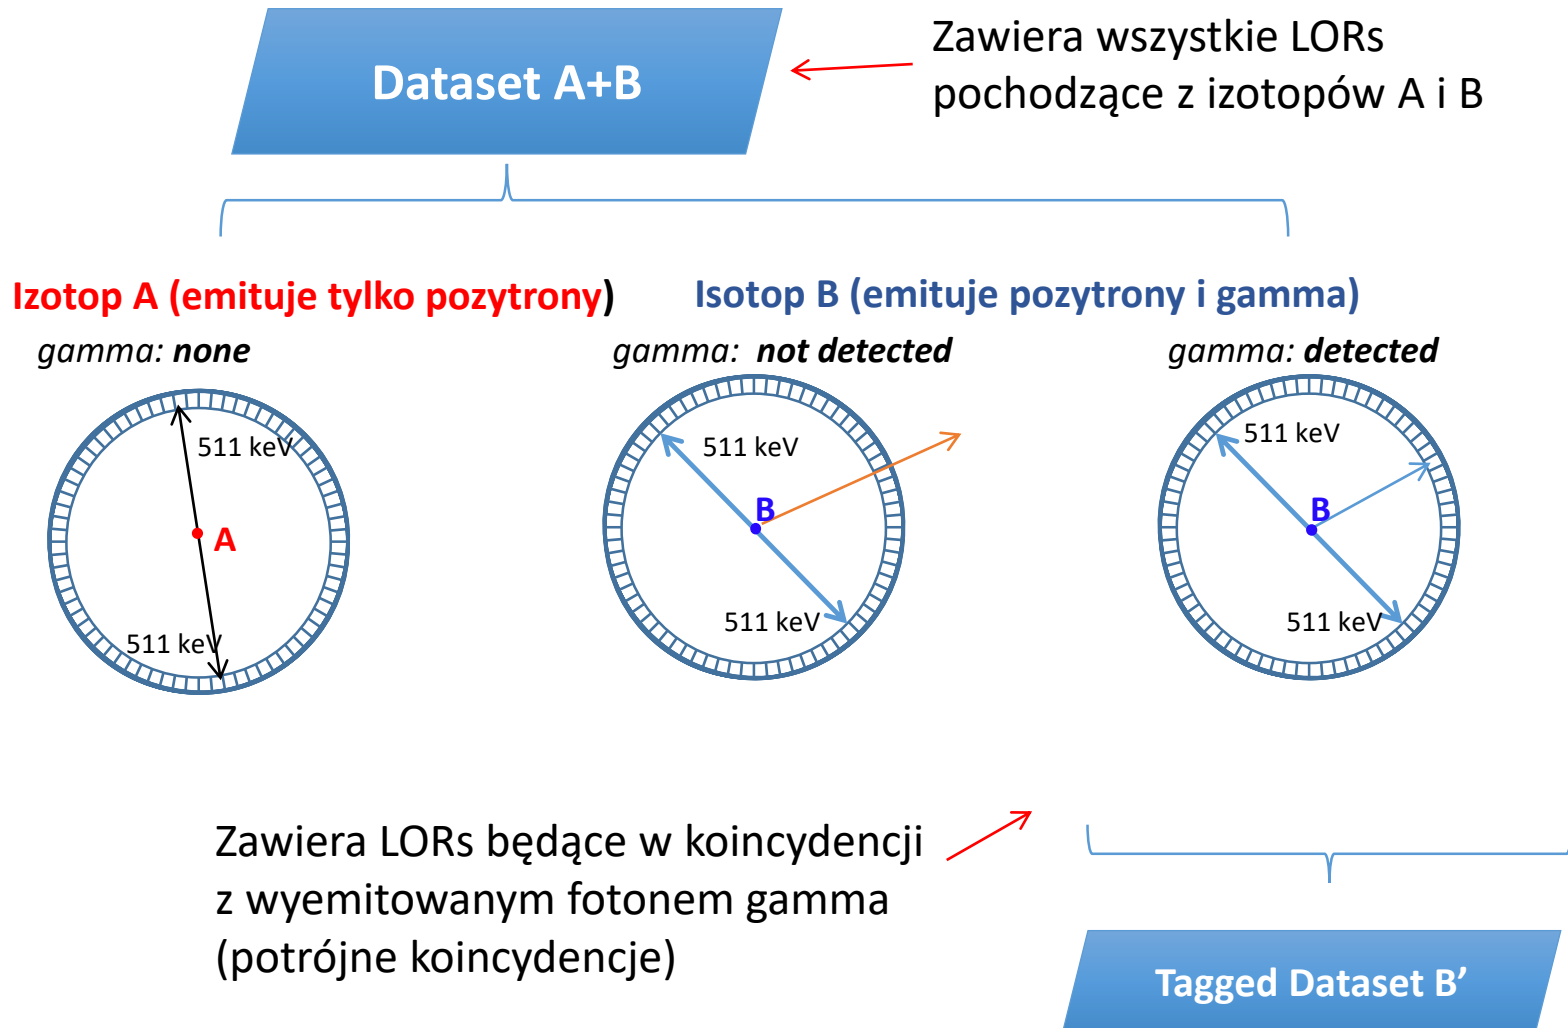 Dataset A+B
Zawiera wszystkie LORs
pochodzące z izotopów A i B
Izotop A (emituje tylko pozytrony)
Isotop B (emituje pozytrony i gamma)
gamma: none
gamma: not detected
gamma: detected
511 keV
A
511 keV
511 keV
B
511 keV
511 keV
B
511 keV
Zawiera LORs będące w koincydencji
z wyemitowanym fotonem gamma
(potrójne koincydencje)
Tagged Dataset B’